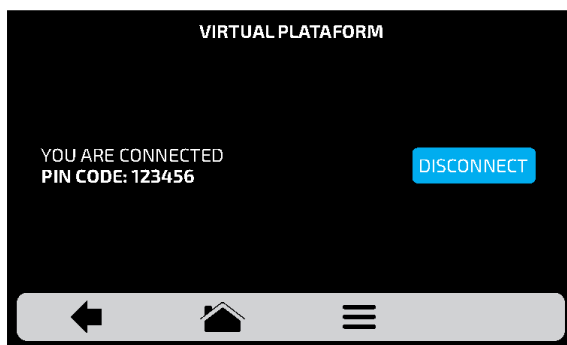 VIRTUAL PLATAFORM
YOU ARE CONNECTED
PIN CODE: 123456
DISCONNECT